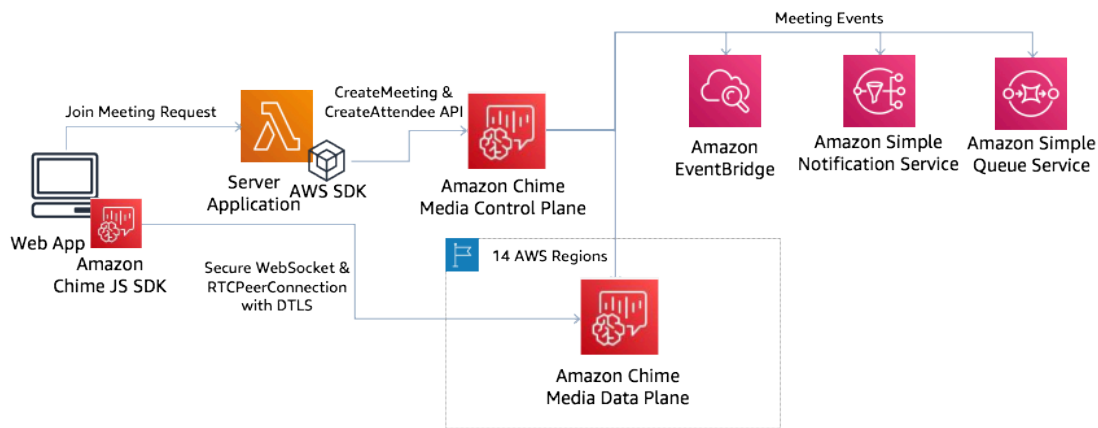 Meeting Events
Join Meeting Request
CreateMeeting &
CreateAttendee API
Server
Application
AWS SDK
Amazon Chime
Media Control Plane
Amazon
EventBridge
Amazon Simple
Notification Service
Amazon Simple
Queue Service
Web App
Amazon
Chime JS SDK
Secure WebSocket &
RTCPeerConnection
with DTLS
14 AWS Regions
Amazon Chime
Media Data Plane